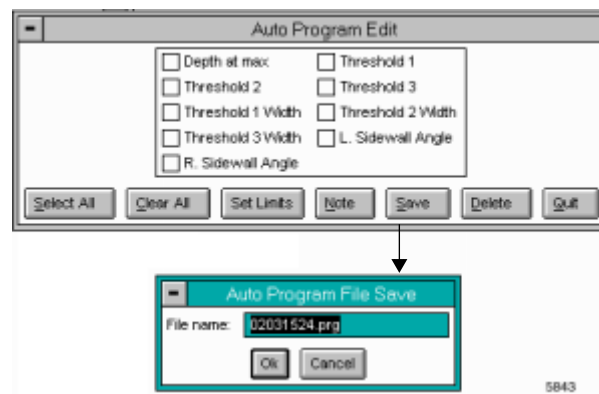 Auto Program Edit
Depth at max Threshold 1
Threshold 2 Threshold 3
Threshold 1 Width Threshold 2 Width
Threshold 3 Width L. Sidewall Angle
R. Sidewall Angle
Select All Clear All Set Limits Note Save Delete Quit
Auto Program File Save
File name: 02031524.prg
Ok Cancel
5843